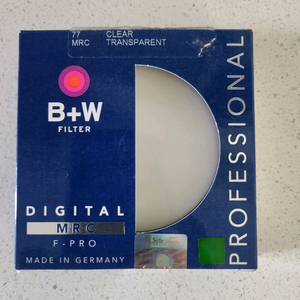 77 CLEAR
MRC TRANSPARENT
B+W
FILTER
DIGITAL
MRC
F-PRO
MADE IN GERMANY
PROFESSIONAL